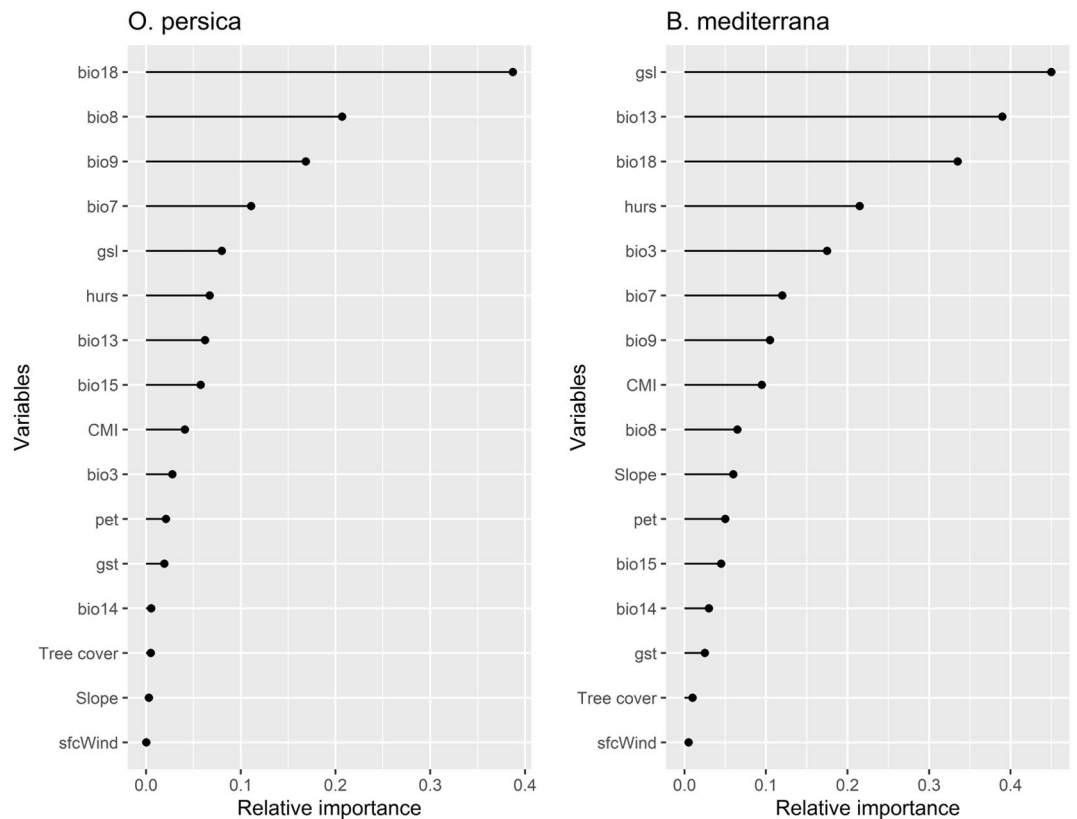 O. persica
bio18
bio8
bio9
bio7
gsl
hurs
bio13
bio15
CMI
bio3
pet
gst
bio14
Tree cover
Slope
sfcWind
Variables
0.0 0.1 0.2 0.3 0.4
Relative importance
B. mediterrana
gsl
bio13
bio18
hurs
bio3
bio7
bio9
CMI
bio8
Slope
pet
bio15
bio14
gst
Tree cover
sfcWind
Variables
0.0 0.1 0.2 0.3 0.4
Relative importance